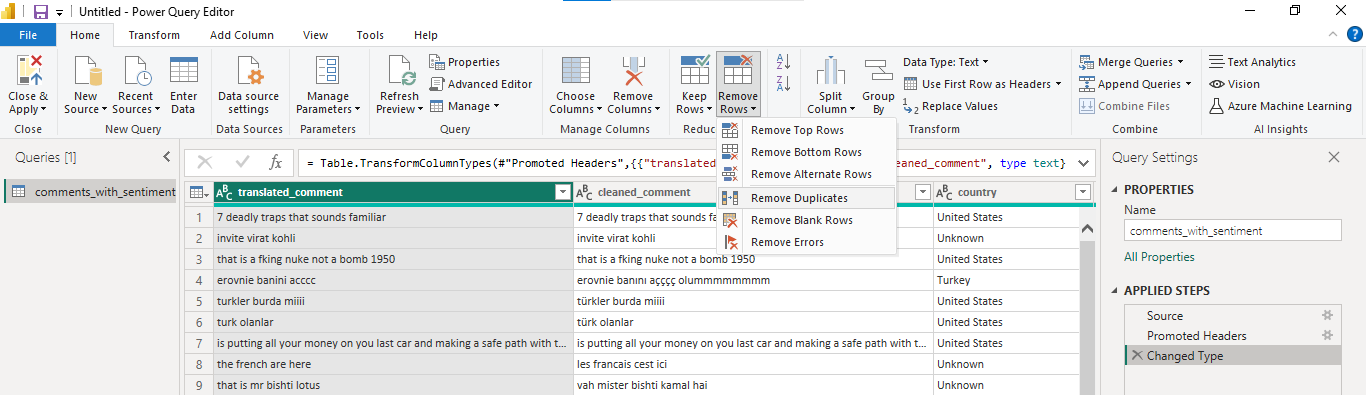 Untitled - Power Query Editor
File Home Transform Add Column View Tools Help
Close & Apply
Close
New Source
Recent Sources
Enter Data
New Query
Data source settings
Data Sources
Manage Parameters
Parameters
Refresh Preview
Properties
Advanced Editor
Manage
Query
Choose Columns
Remove Columns
Manage Columns
Keep Rows
Remove Rows
Reduc
A
Z
Z
A
Split Column
Group By
Data Type: Text
Use First Row as Headers
1
2
Replace Values
Transform
Merge Queries
Append Queries
Combine Files
Combine
Text Analytics
Vision
Azure Machine Learning
AI Insights
Remove Top Rows
Remove Bottom Rows
Remove Alternate Rows
Remove Duplicates
Remove Blank Rows
Remove Errors
Queries [1]
comments_with_sentiment
fx
= Table.TransformColumnTypes(#"Promoted Headers",{{"translated eaned_comment", type text}
ABC translated_comment ABC cleaned_comment ABC country
1 7 deadly traps that sounds familiar 7 deadly traps that sounds fa United States
2 invite virat kohli invite virat kohli Unknown
3 that is a fking nuke not a bomb 1950 that is a fking nuke not a bomb 1950 United States
4 erovnie banini acccc erovnie banını açççç olummmmmmmm Turkey
5 turkler burda miiii türkler burda miiii United States
6 turk olanlar türk olanlar United States
7 is putting all your money on you last car and making a safe path with t... is putting all your money on you last car and making a safe path with t... United States
8 the french are here les francais cest ici Unknown
9 that is mr bishti lotus vah mister bishti kamal hai Unknown
Query Settings
PROPERTIES
Name
comments_with_sentiment
All Properties
APPLIED STEPS
Source
Promoted Headers
Changed Type